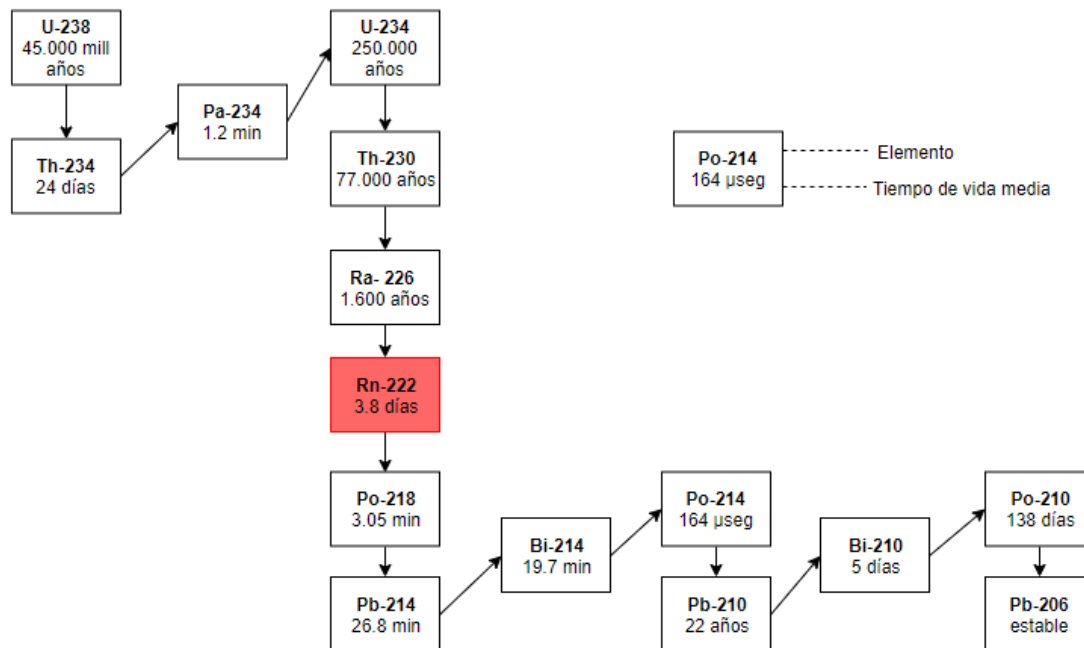 U-238
45.000 mill
años
Th-234
24 días
Pa-234
1.2 min
U-234
250.000
años
Th-230
77.000 años
Ra- 226
1.600 años
Rn-222
3.8 días
Po-218
3.05 min
Pb-214
26.8 min
Bi-214
19.7 min
Po-214
164 µseg
Pb-210
22 años
Bi-210
5 días
Po-210
138 días
Pb-206
estable
Po-214
164 µseg
Elemento
Tiempo de vida media